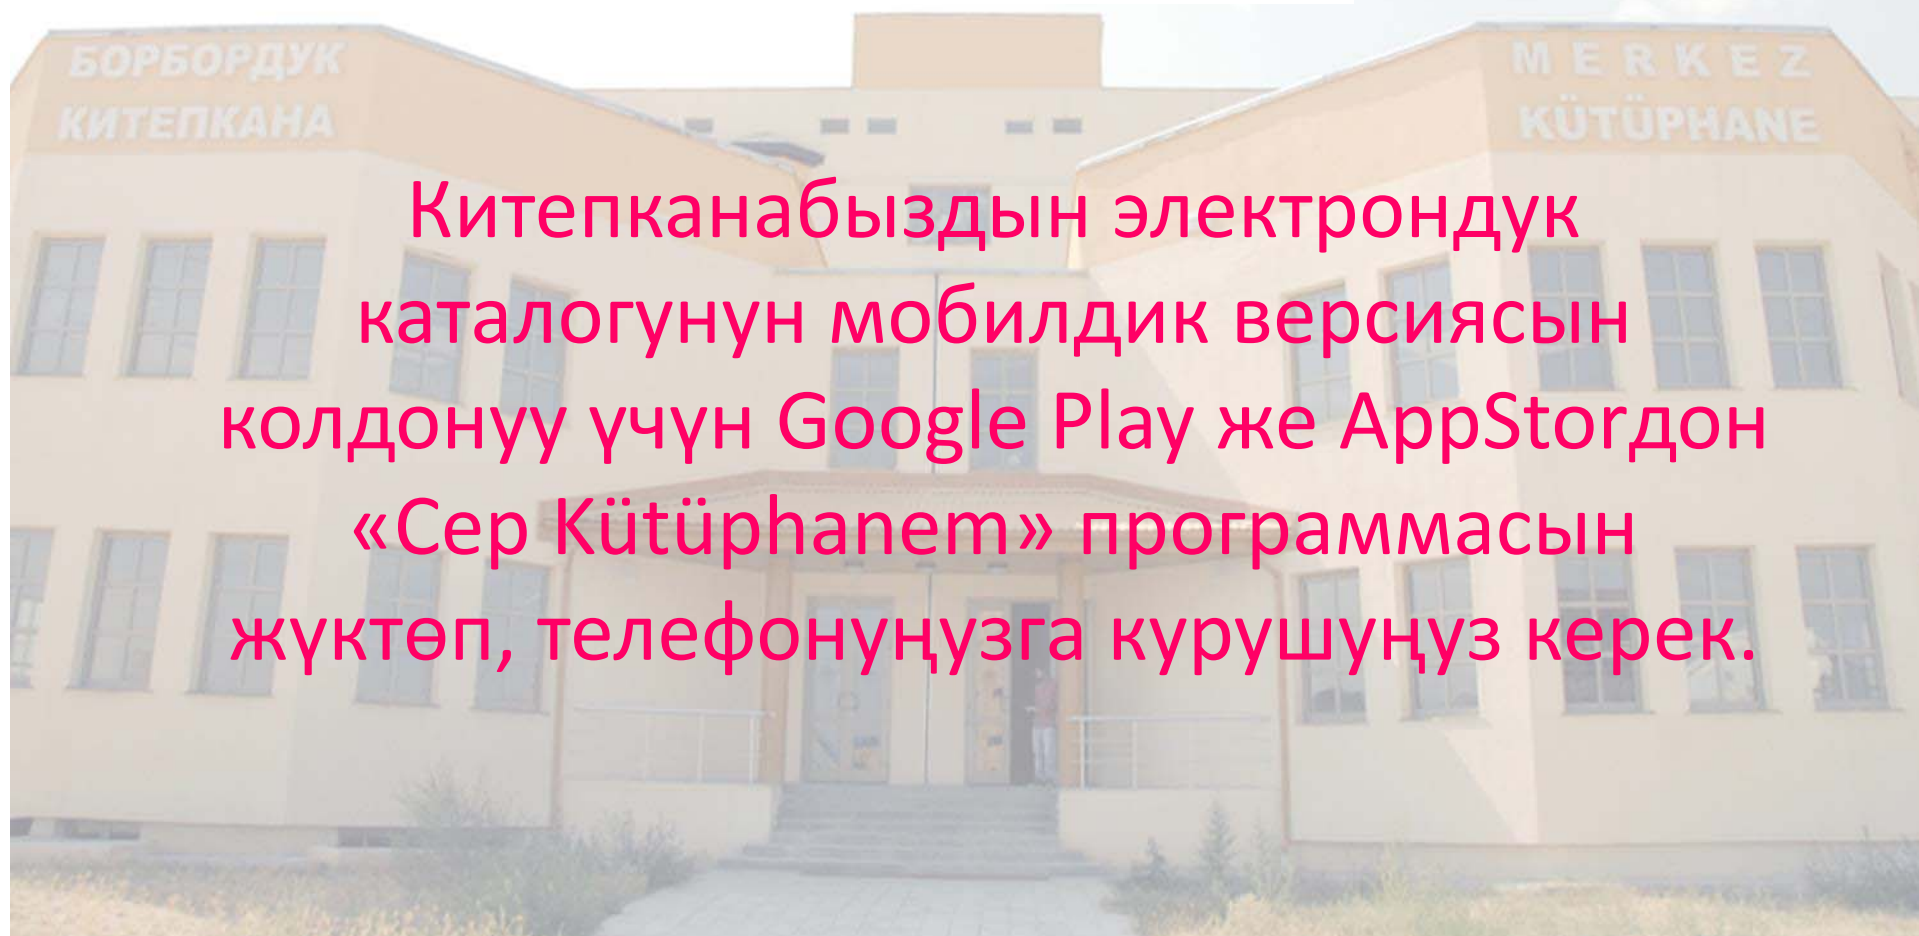 БОРБОРДУК
КИТЕПКАНА
MERKEZ
KÜTÜPHANE
Китепканабыздын электрондук
каталогунун мобилдик версиясын
колдонуу үчүн Google Play же AppStorдон
«Cep Kütüphanem» программасын
жүктөп, телефонуңузга курушуңуз керек.